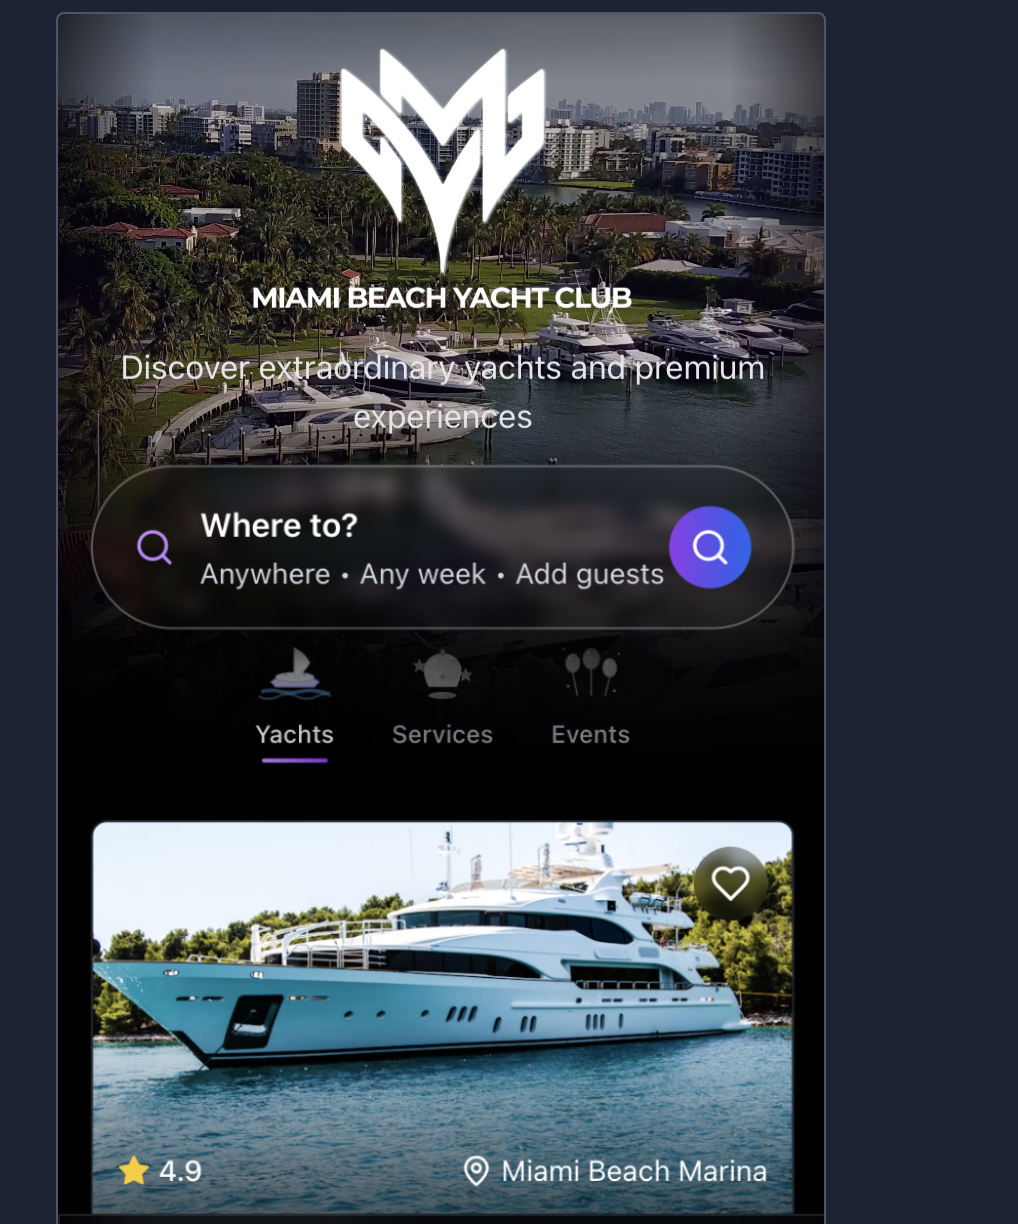 MIAMI BEACH YACHT CLUB
Discover extraordinary yachts and premium
experiences
Where to?
Anywhere • Any week • Add guests
Yachts Services Events
4.9 Miami Beach Marina